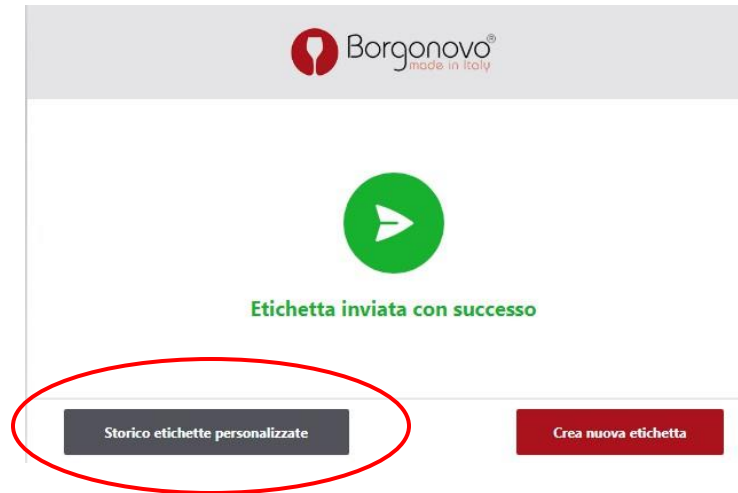 Borgonovo®
made in Italy
Etichetta inviata con successo
Storico etichette personalizzate
Crea nuova etichetta